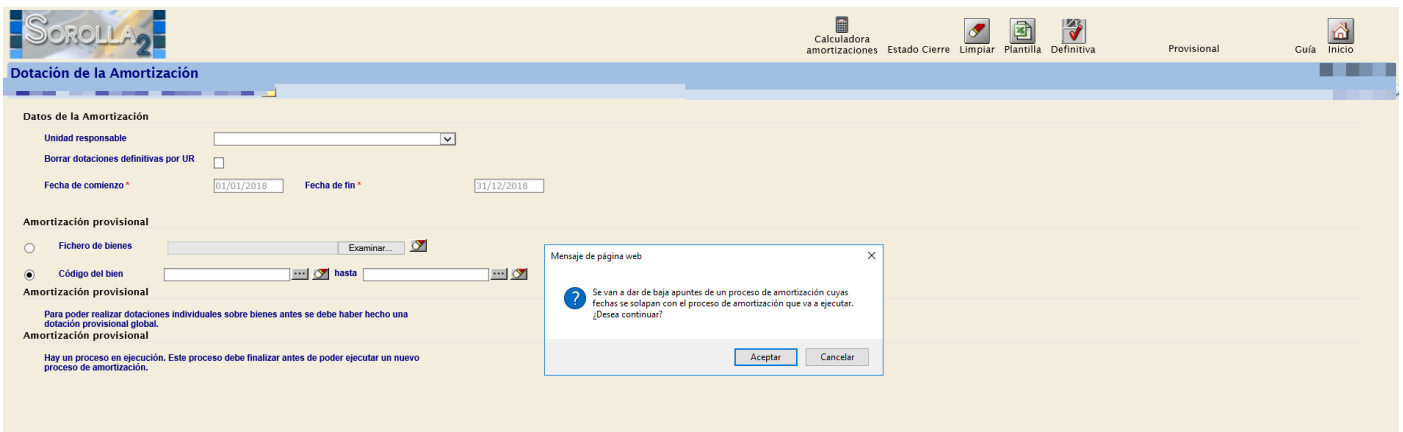 SOROLLA2
Calculadora
amortizaciones Estado Cierre Limpiar Plantilla Definitiva Provisional Guía Inicio
Dotación de la Amortización
Datos de la Amortización
Unidad responsable
Borrar dotaciones definitivas por UR
Fecha de comienzo * 01/01/2018 Fecha de fin * 31/12/2018
Amortización provisional
Fichero de bienes Examinar...
Código del bien ... hasta ...
Amortización provisional
Para poder realizar dotaciones individuales sobre bienes antes se debe haber hecho una
dotación provisional global.
Amortización provisional
Hay un proceso en ejecución. Este proceso debe finalizar antes de poder ejecutar un nuevo
proceso de amortización.
Mensaje de página web
Se van a dar de baja apuntes de un proceso de amortización cuyas
fechas se solapan con el proceso de amortización que va a ejecutar.
¿Desea continuar?
Aceptar Cancelar